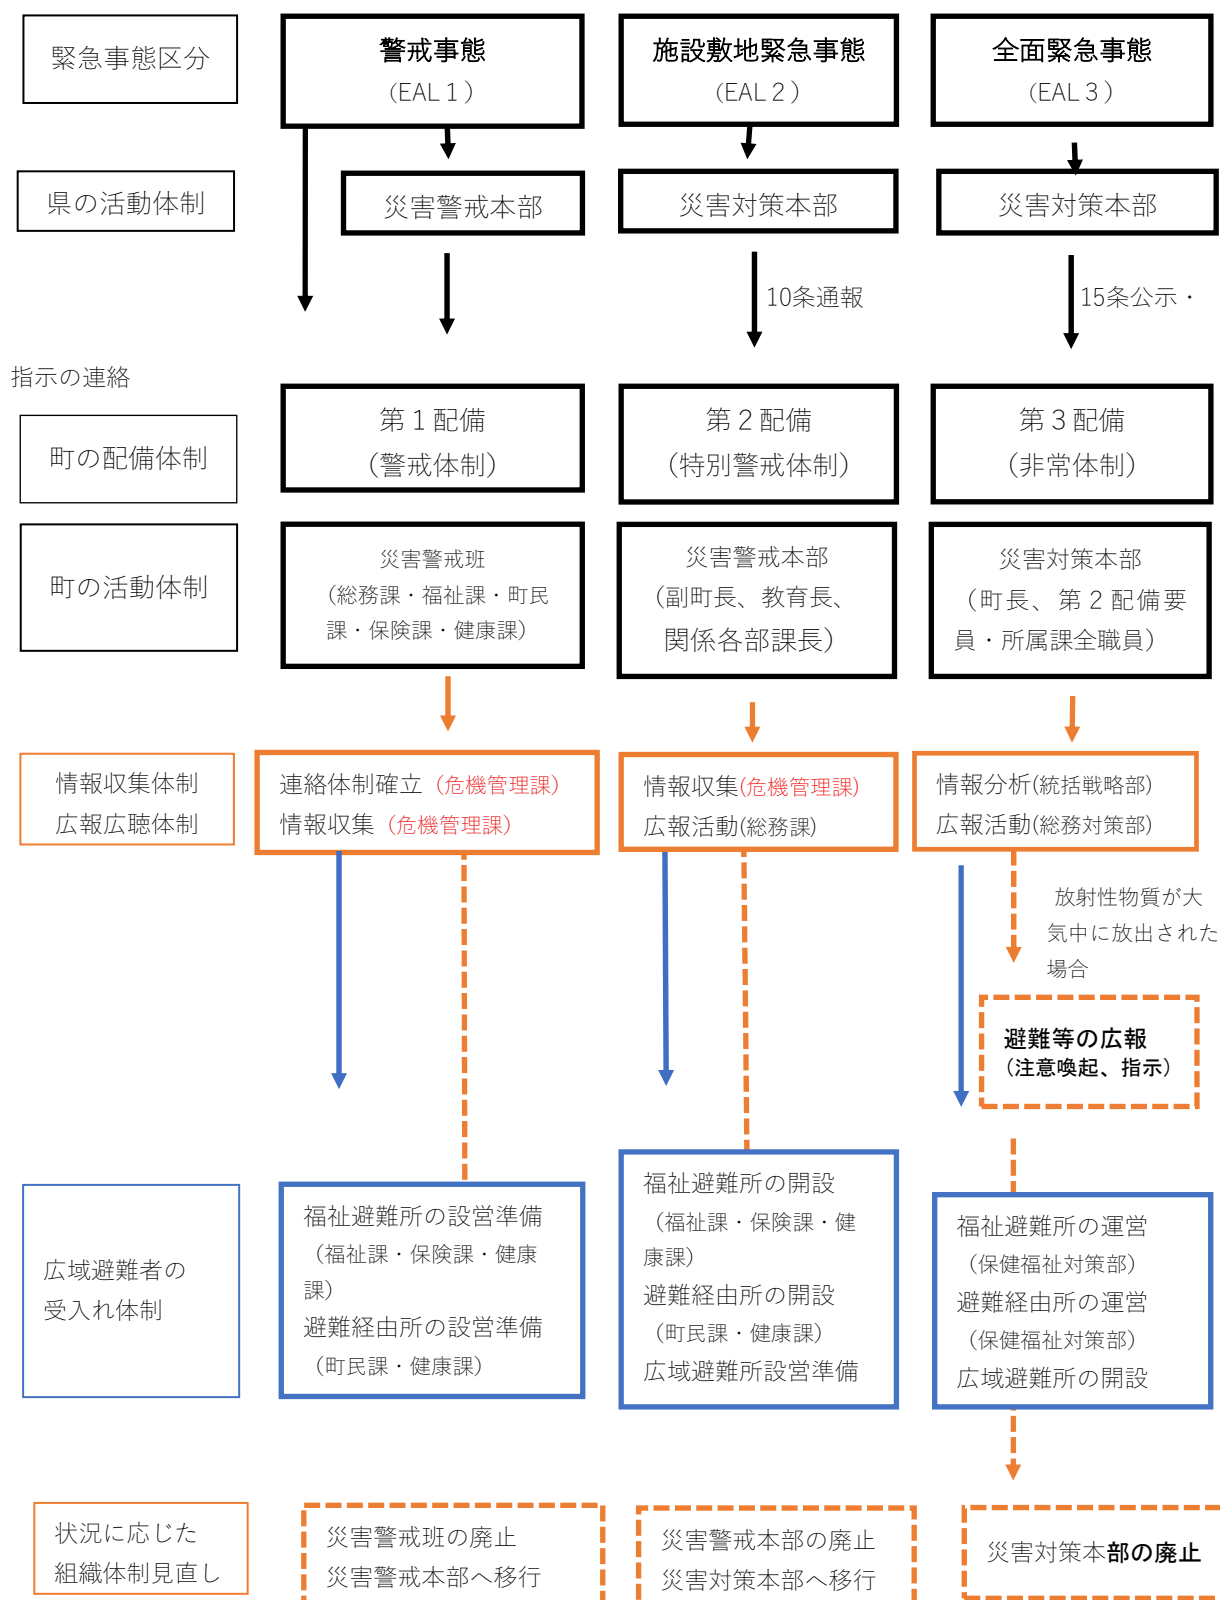 緊急事態区分
警戒事態
(EAL１)
施設敷地緊急事態
(EAL２)
全面緊急事態
(EAL３)
県の活動体制
災害警戒本部
災害対策本部
災害対策本部
10条通報
15条公示・
指示の連絡
町の配備体制
第１配備
(警戒体制)
第２配備
(特別警戒体制)
第３配備
(非常体制)
町の活動体制
災害警戒班
(総務課・福祉課・町民
課・保険課・健康課)
災害警戒本部
(副町長、教育長、
関係各部課長)
災害対策本部
(町長、第２配備要
員・所属課全職員)
情報収集体制
広報広聴体制
連絡体制確立（危機管理課）
情報収集（危機管理課）
情報収集(危機管理課)
広報活動(総務課)
情報分析(統括戦略部)
広報活動(総務対策部)
放射性物質が大
気中に放出された
場合
避難等の広報
(注意喚起、指示)
広域避難者の
受入れ体制
福祉避難所の設営準備
（福祉課・保険課・健康
課）
避難経由所の設営準備
（町民課・健康課）
福祉避難所の開設
（福祉課・保険課・健
康課）
避難経由所の開設
（町民課・健康課）
広域避難所設営準備
福祉避難所の運営
（保健福祉対策部）
避難経由所の運営
（保健福祉対策部）
広域避難所の開設
状況に応じた
組織体制見直し
災害警戒班の廃止
災害警戒本部へ移行
災害警戒本部の廃止
災害対策本部へ移行
災害対策本部の廃止